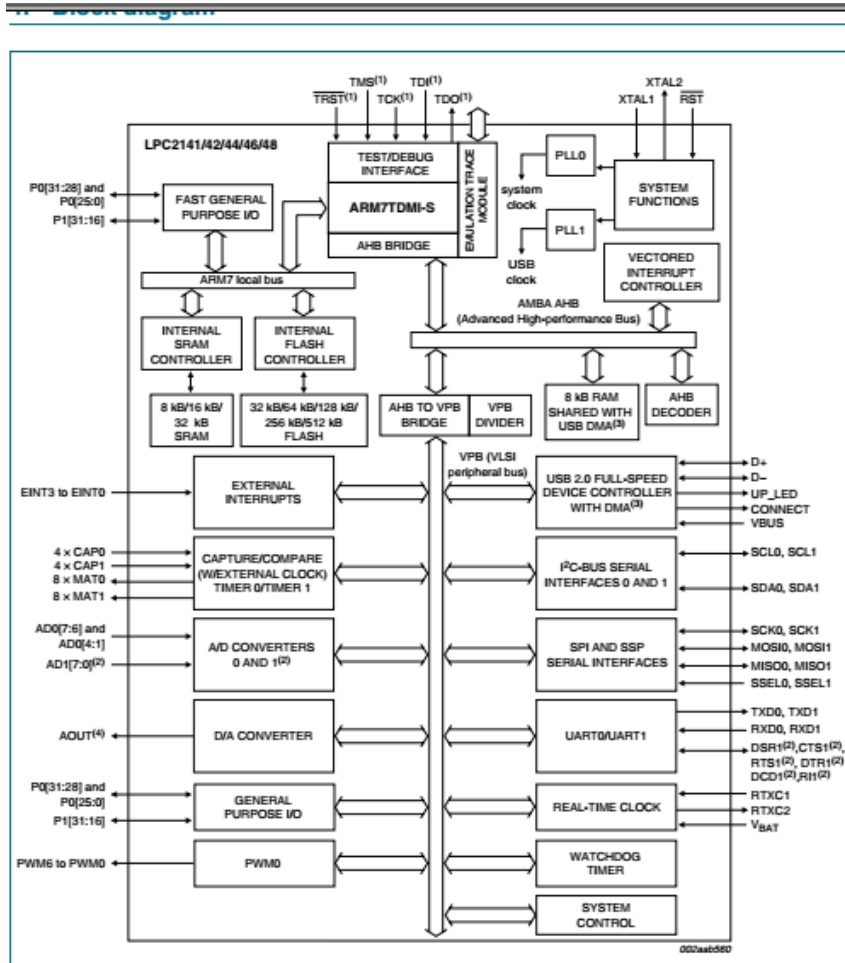 TMS(1)
TDI(1)
TRST(1)
TCK(1)
TDO(1)
XTAL2
XTAL1
RST
LPC2141/42/44/46/48
P0[31:28] and
P0[25:0]
P1[31:16]
FAST GENERAL
PURPOSE I/O
TEST/DEBUG
INTERFACE
ARM7TDMI-S
AHB BRIDGE
EMULATION TRACE
MODULE
PLL0
system
clock
PLL1
USB
clock
SYSTEM
FUNCTIONS
VECTORED
INTERRUPT
CONTROLLER
ARM7 local bus
AMBA AHB
(Advanced High-performance Bus)
INTERNAL
SRAM
CONTROLLER
INTERNAL
FLASH
CONTROLLER
8 kB/16 kB/
32 kB
SRAM
32 kB/64 kB/128 kB/
256 kB/512 kB
FLASH
AHB TO VPB
BRIDGE
VPB
DIVIDER
8 kB RAM
SHARED WITH
USB DMA(3)
AHB
DECODER
VPB (VLSI
peripheral bus)
EINT3 to EINT0
EXTERNAL
INTERRUPTS
USB 2.0 FULL-SPEED
DEVICE CONTROLLER
WITH DMA(3)
D+
D−
UP_LED
CONNECT
VBUS
4 × CAP0
4 × CAP1
8 × MAT0
8 × MAT1
CAPTURE/COMPARE
(W/EXTERNAL CLOCK)
TIMER 0/TIMER 1
I2C-BUS SERIAL
INTERFACES 0 AND 1
SCL0, SCL1
SDA0, SDA1
AD0[7:6] and
AD0[4:1]
AD1[7:0](2)
A/D CONVERTERS
0 AND 1(2)
SPI AND SSP
SERIAL INTERFACES
SCK0, SCK1
MOSI0, MOSI1
MISO0, MISO1
SSEL0, SSEL1
AOUT(4)
D/A CONVERTER
UART0/UART1
TXD0, TXD1
RXD0, RXD1
DSR1(2),CTS1(2),
RTS1(2), DTR1(2)
DCD1(2),RI1(2)
P0[31:28] and
P0[25:0]
P1[31:16]
GENERAL
PURPOSE I/O
REAL-TIME CLOCK
RTXC1
RTXC2
VBAT
PWM6 to PWM0
PWM0
WATCHDOG
TIMER
SYSTEM
CONTROL
002aab560